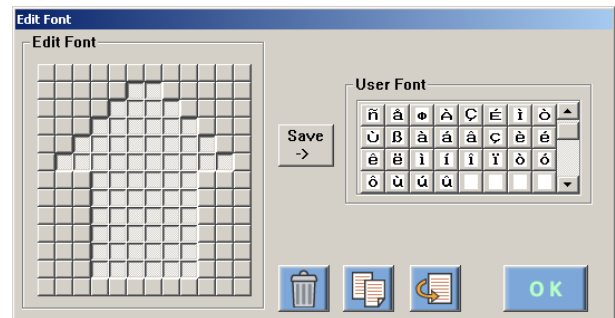 Edit Font
Edit Font
User Font
ñ å Φ À Ç É Ì ò
Ù ß à á â ç è é
ê ë ì í î ï ò ó
ô ù ú û
Save
->
OK